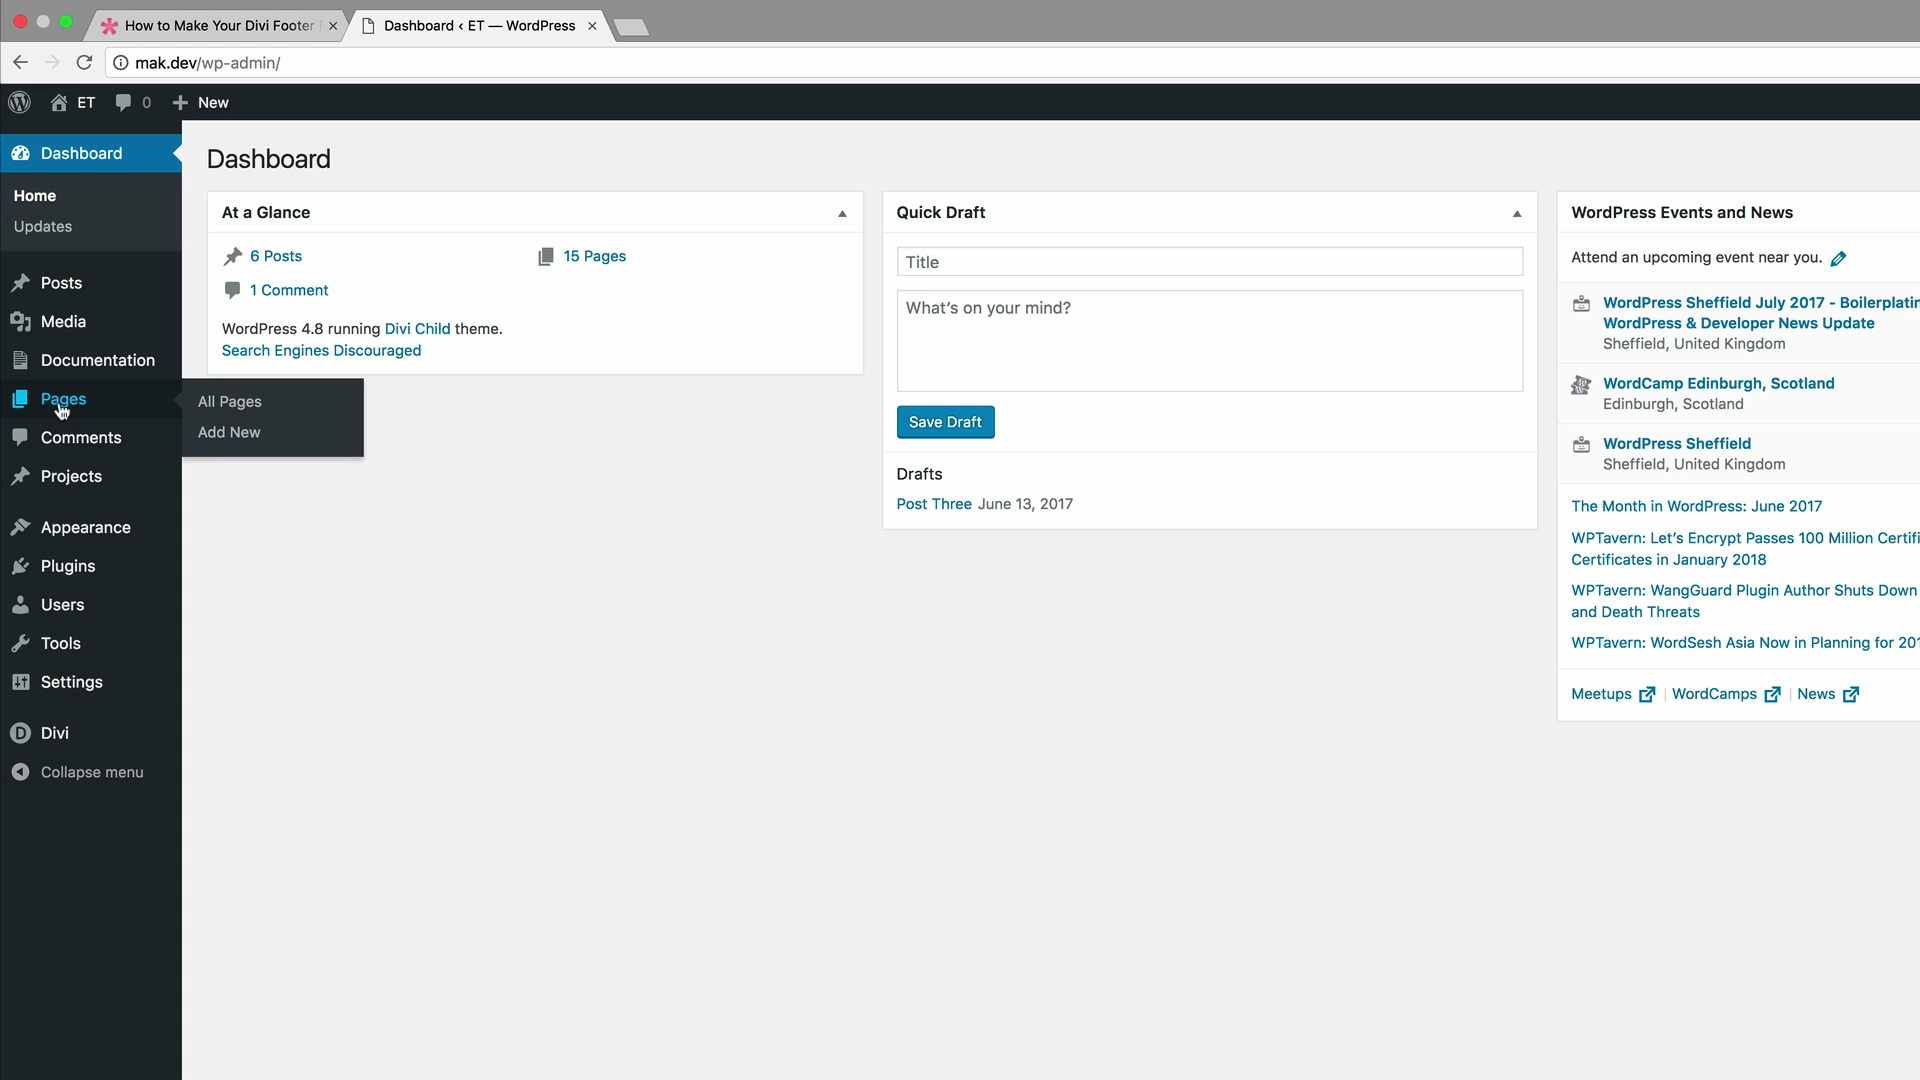 How to Make Your Divi Footer
Dashboard ‹ ET — WordPress
mak.dev/wp-admin/
ET
0
New
Dashboard
Home
Updates
Posts
Media
Documentation
Pages
All Pages
Add New
Comments
Projects
Appearance
Plugins
Users
Tools
Settings
Divi
Collapse menu
Dashboard
At a Glance
6 Posts
15 Pages
1 Comment
WordPress 4.8 running Divi Child theme.
Search Engines Discouraged
Quick Draft
Title
What's on your mind?
Save Draft
Drafts
Post Three June 13, 2017
WordPress Events and News
Attend an upcoming event near you.
WordPress Sheffield July 2017 -
WordPress & Developer News Update
Sheffield, United Kingdom
WordCamp Edinburgh, Scotland
Edinburgh, Scotland
WordPress Sheffield
Sheffield, United Kingdom
The Month in WordPress: June 2017
WPTavern: Let's Encrypt Passes 100 Million
Certificates in January 2018
WPTavern: WangGuard Plugin Author Shuts Down
and Death Threats
WPTavern: WordSesh Asia Now in Planning for
Meetups | WordCamps | News